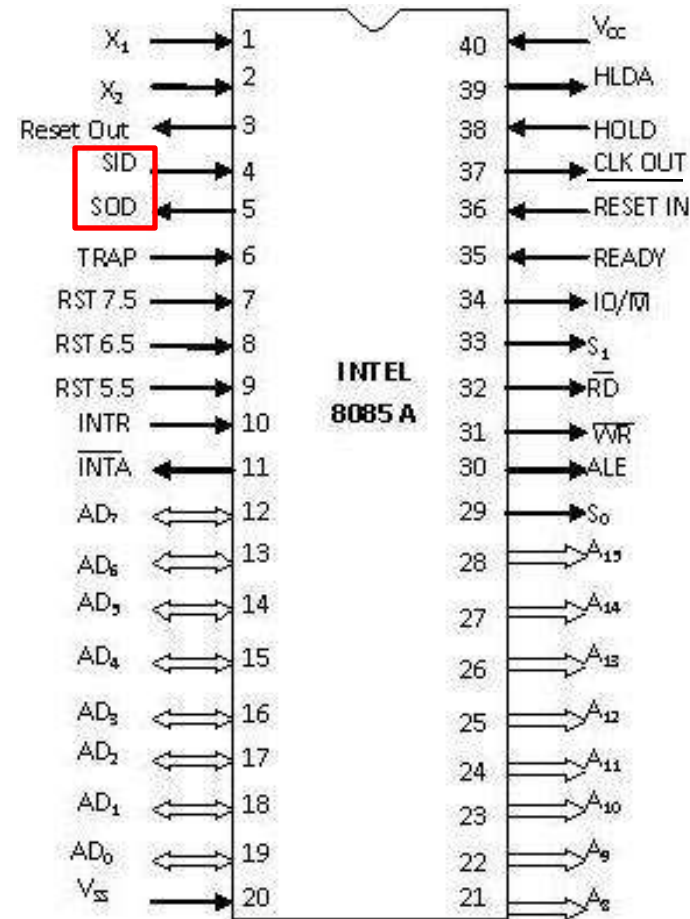 X₁ 1 40 Vcc
X₂ 2 39 HLDA
Reset Out 3 38 HOLD
SID 4 37 CLK OUT
SOD 5 36 RESET IN
TRAP 6 35 READY
RST 7.5 7 34 IO/M̅
RST 6.5 8 33 S₁
RST 5.5 9 32 R̅D̅
INTR 10 31 W̅R̅
I̅N̅T̅A̅ 11 30 ALE
INTEL
8085 A
AD₇ 12 29 S₀
AD₆ 13 28 A₁₅
AD₅ 14 27 A₁₄
AD₄ 15 26 A₁₃
AD₃ 16 25 A₁₂
AD₂ 17 24 A₁₁
AD₁ 18 23 A₁₀
AD₀ 19 22 A₉
Vss 20 21 A₈